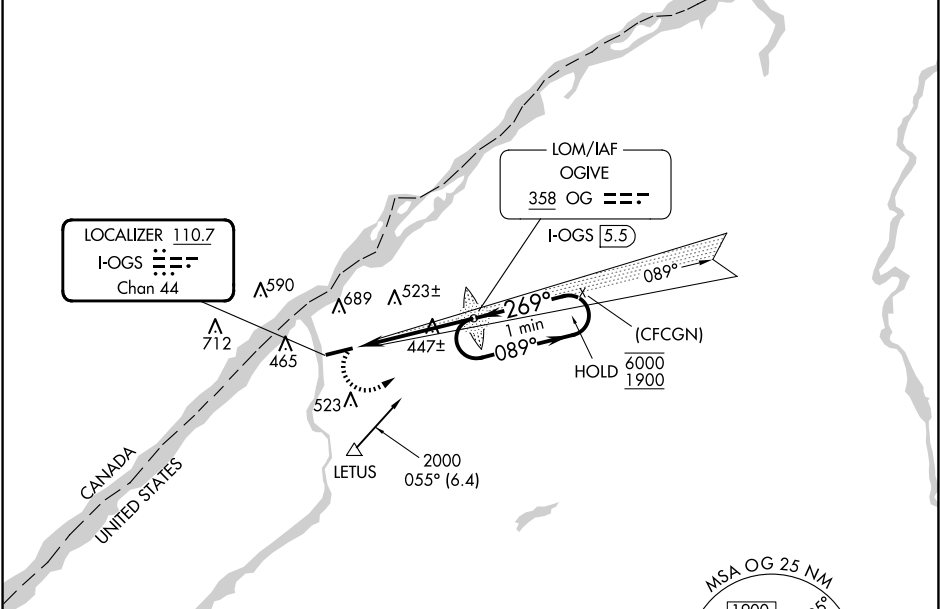 LOM/IAF
OGIVE
358 OG
I-OGS 5.5
LOCALIZER 110.7
I-OGS
Chan 44
590
689
523±
712
465
447±
269°
1 min
089°
089°
(CFCGN)
HOLD 6000
1900
523
LETUS
2000
055° (6.4)
CANADA
UNITED STATES
MSA OG 25 NM
1900